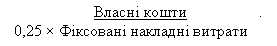 Власні кошти .
0,25 × Фіксовані накладні витрати